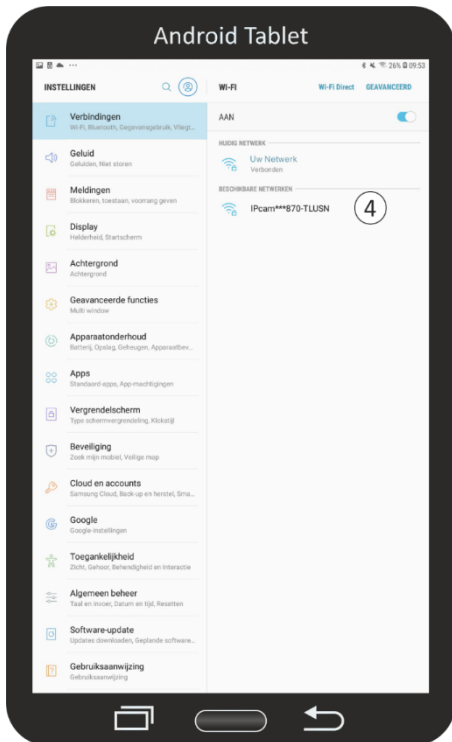 Android Tablet
26% 09:53
INSTELLINGEN
WI-FI
Wi-Fi Direct
GEAVANCEERD
Verbindingen
Wi-Fi, Bluetooth, Gegevensgebruik, Vliegt...
AAN
HUIDIG NETWERK
Uw Netwerk
Verbonden
BESCHIKBARE NETWERKEN
IPcam***870-TLUSN
4
Geluid
Geluiden, Niet storen
Meldingen
Blokkeren, toestaan, voorrang geven
Display
Helderheid, Startscherm
Achtergrond
Achtergrond
Geavanceerde functies
Multi window
Apparaatonderhoud
Batterij, Opslag, Geheugen, Apparaatbev...
Apps
Standaard-apps, App-machtigingen
Vergrendelscherm
Type schermvergrendeling, Klokstijl
Beveiliging
Zoek mijn mobiel, Veilige map
Cloud en accounts
Samsung Cloud, Back-up en herstel, Sma...
Google
Google-instellingen
Toegankelijkheid
Zicht, Gehoor, Behendigheid en interactie
Algemeen beheer
Taal en invoer, Datum en tijd, Resetten
Software-update
Updates downloaden, Geplande software...
Gebruiksaanwijzing
Gebruiksaanwijzing